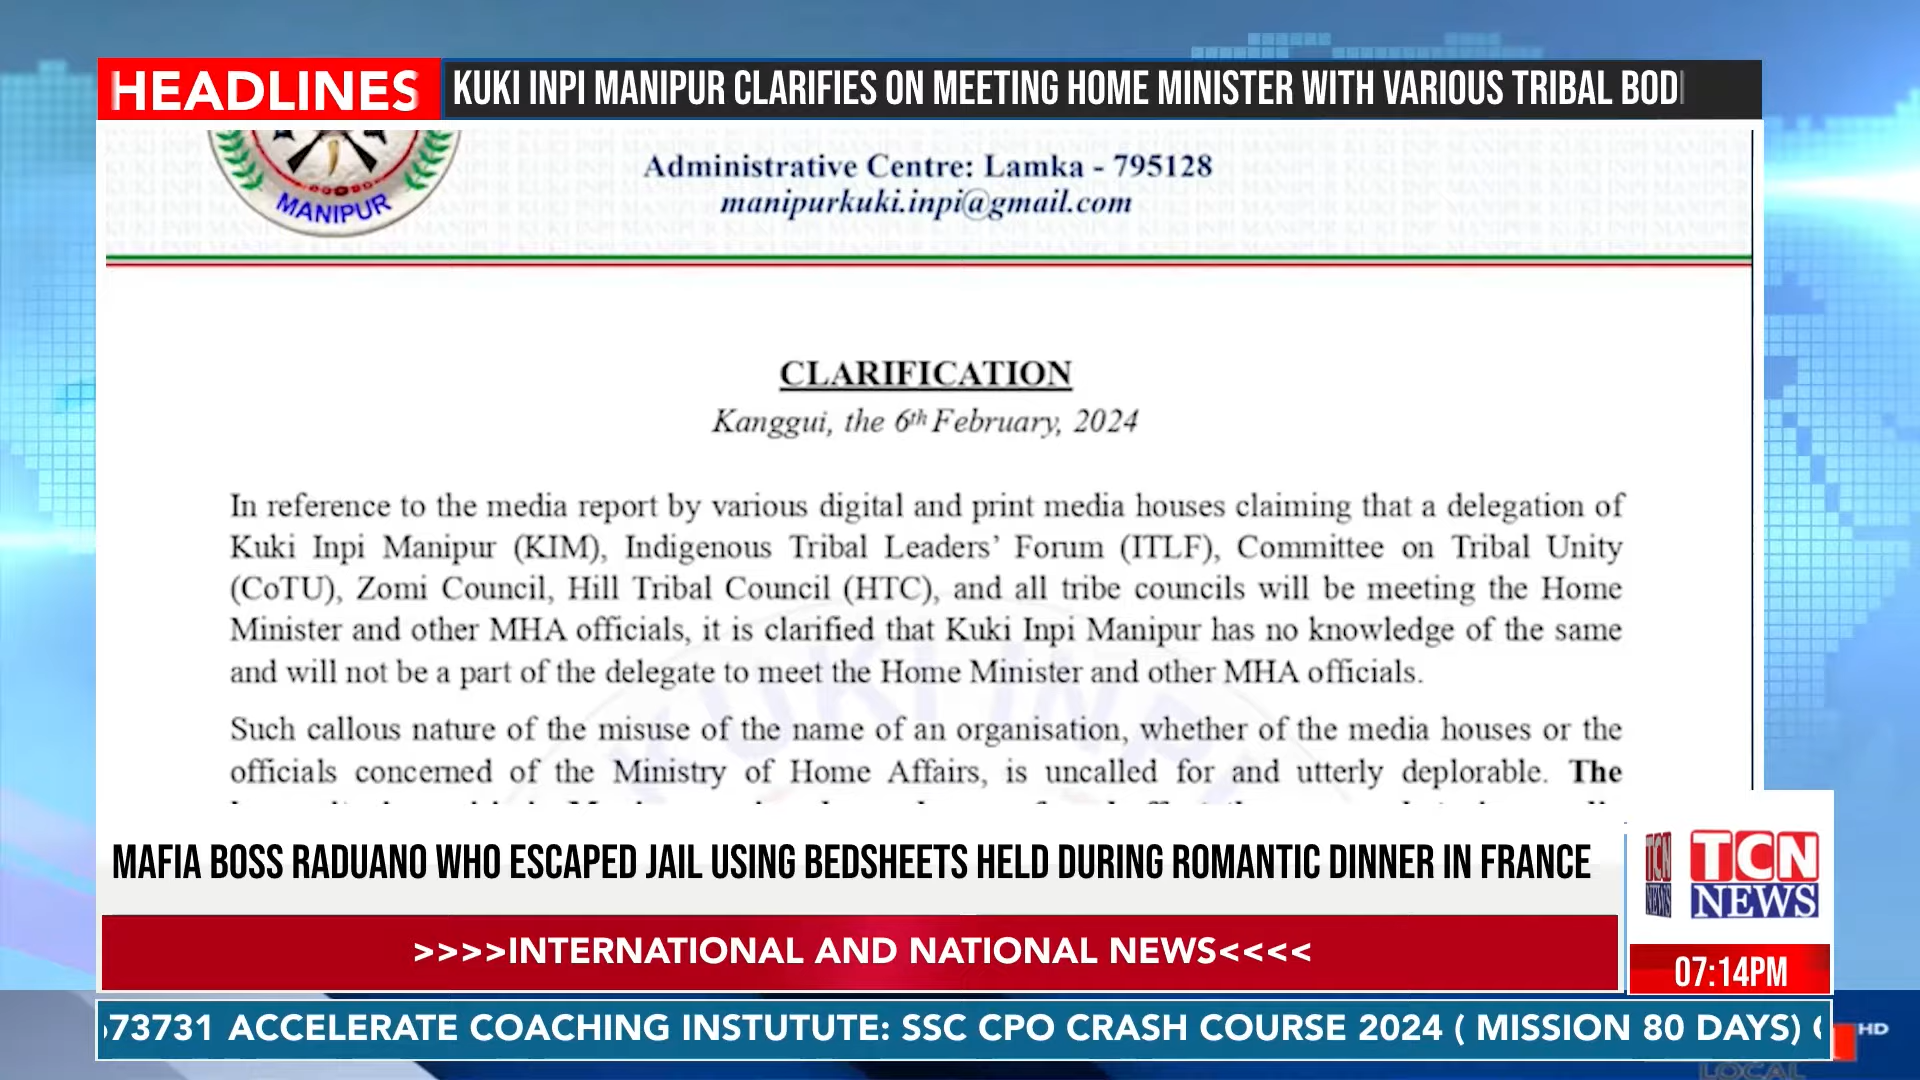 HEADLINES
KUKI INPI MANIPUR CLARIFIES ON MEETING HOME MINISTER WITH VARIOUS TRIBAL BODI
MANIPUR
Administrative Centre: Lamka - 795128
manipurkuki.inpi@gmail.com
CLARIFICATION
Kanggui, the 6th February, 2024
In reference to the media report by various digital and print media houses claiming that a delegation of
Kuki Inpi Manipur (KIM), Indigenous Tribal Leaders' Forum (ITLF), Committee on Tribal Unity
(CoTU), Zomi Council, Hill Tribal Council (HTC), and all tribe councils will be meeting the Home
Minister and other MHA officials, it is clarified that Kuki Inpi Manipur has no knowledge of the same
and will not be a part of the delegate to meet the Home Minister and other MHA officials.
Such callous nature of the misuse of the name of an organisation, whether of the media houses or the
officials concerned of the Ministry of Home Affairs, is uncalled for and utterly deplorable. The
KUKI INPI
MAFIA BOSS RADUANO WHO ESCAPED JAIL USING BEDSHEETS HELD DURING ROMANTIC DINNER IN FRANCE
TCN NEWS
TCN
NEWS
>>>>INTERNATIONAL AND NATIONAL NEWS<<<<
07:14PM
73731 ACCELERATE COACHING INSTUTUTE: SSC CPO CRASH COURSE 2024 ( MISSION 80 DAYS)
HD
LOCAL